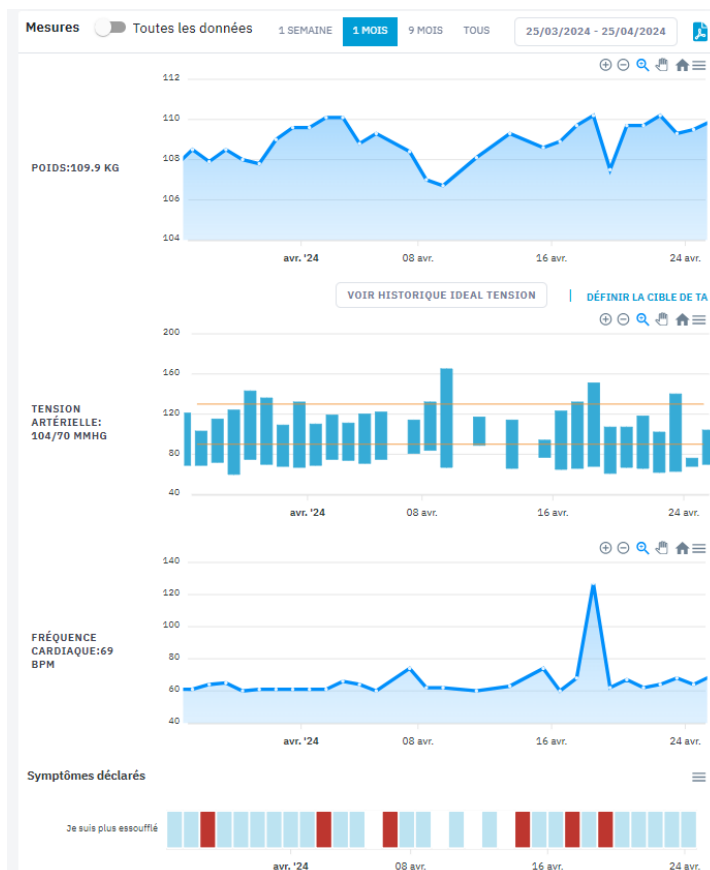 Mesures Toutes les données 1 SEMAINE 1 MOIS 9 MOIS TOUS 25/03/2024 - 25/04/2024
112
110
108
106
104
POIDS:109.9 KG
avr. '24 08 avr. 16 avr. 24 avr.
VOIR HISTORIQUE IDEAL TENSION | DÉFINIR LA CIBLE DE TA
200
160
120
80
40
TENSION
ARTÉRIELLE:
104/70 MMHG
avr. '24 08 avr. 16 avr. 24 avr.
140
120
100
80
60
40
FRÉQUENCE
CARDIAQUE:69
BPM
avr. '24 08 avr. 16 avr. 24 avr.
Symptômes déclarés
Je suis plus essoufflé
avr. '24 08 avr. 16 avr. 24 avr.